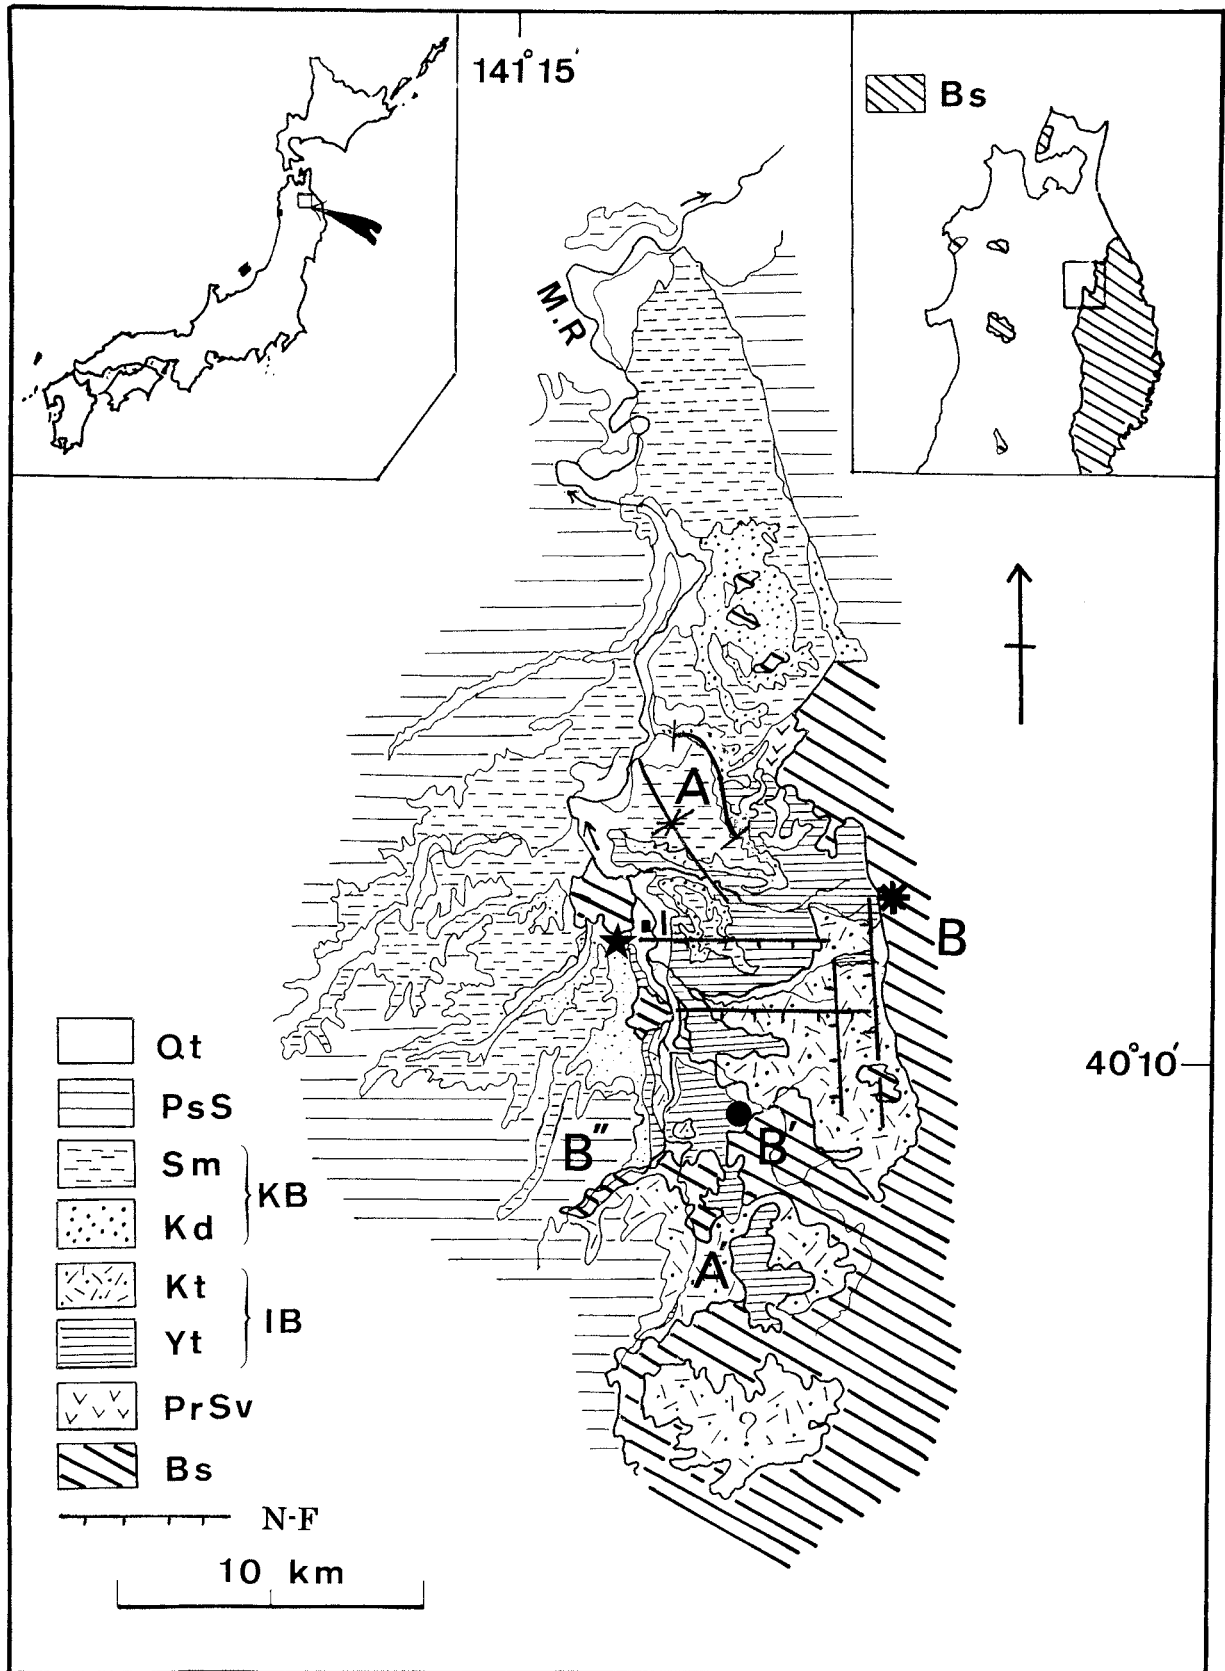 141°15′
Bs
M.R
A
B
I
40°10′
B″
B′
A′
?
Qt
PsS
Sm
KB
Kd
Kt
IB
Yt
PrSv
Bs
N-F
10 km